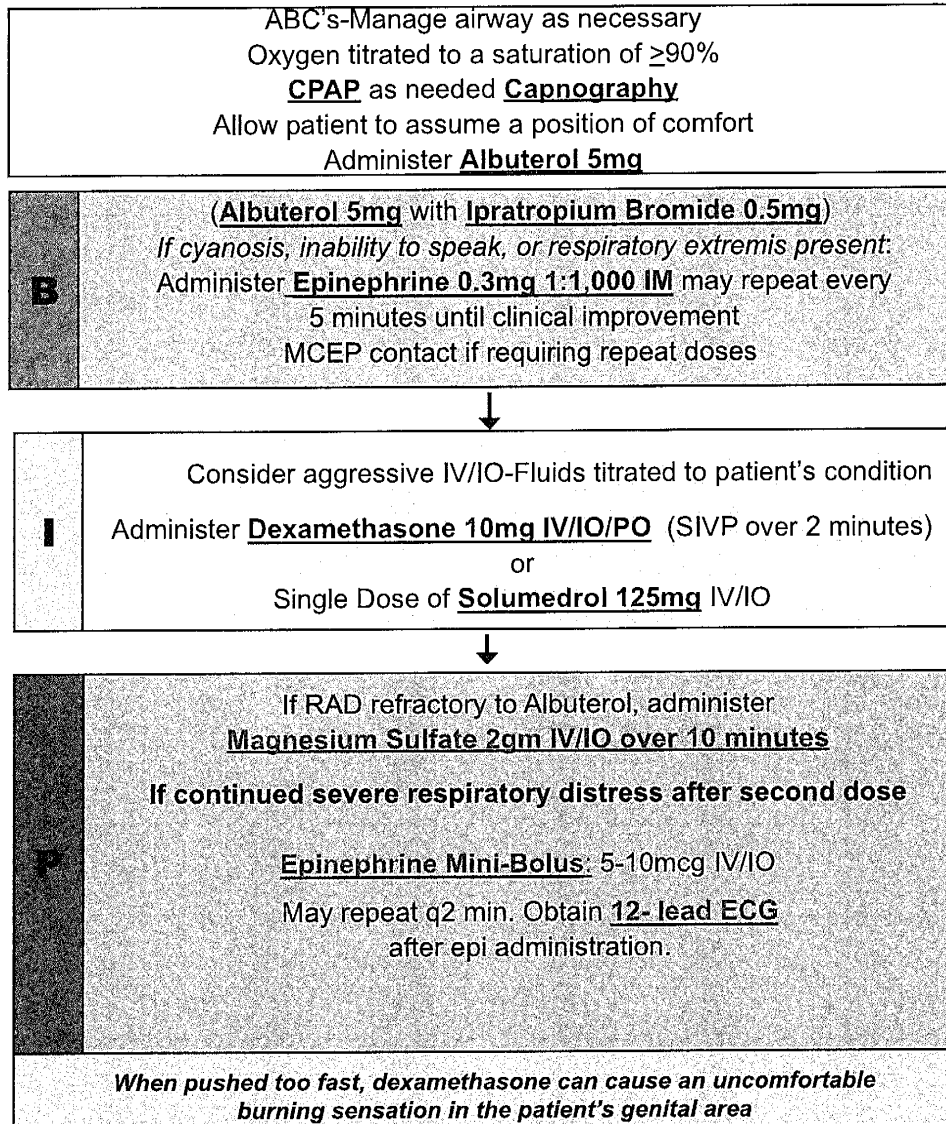 ABC's-Manage airway as necessary
Oxygen titrated to a saturation of ≥90%
CPAP as needed Capnography
Allow patient to assume a position of comfort
Administer Albuterol 5mg
B
(Albuterol 5mg with Ipratropium Bromide 0.5mg)
If cyanosis, inability to speak, or respiratory extremis present:
Administer Epinephrine 0.3mg 1:1,000 IM may repeat every
5 minutes until clinical improvement
MCEP contact if requiring repeat doses
I
Consider aggressive IV/IO-Fluids titrated to patient's condition
Administer Dexamethasone 10mg IV/IO/PO (SIVP over 2 minutes)
or
Single Dose of Solumedrol 125mg IV/IO
P
If RAD refractory to Albuterol, administer
Magnesium Sulfate 2gm IV/IO over 10 minutes
If continued severe respiratory distress after second dose
Epinephrine Mini-Bolus: 5-10mcg IV/IO
May repeat q2 min. Obtain 12- lead ECG
after epi administration.
When pushed too fast, dexamethasone can cause an uncomfortable
burning sensation in the patient's genital area